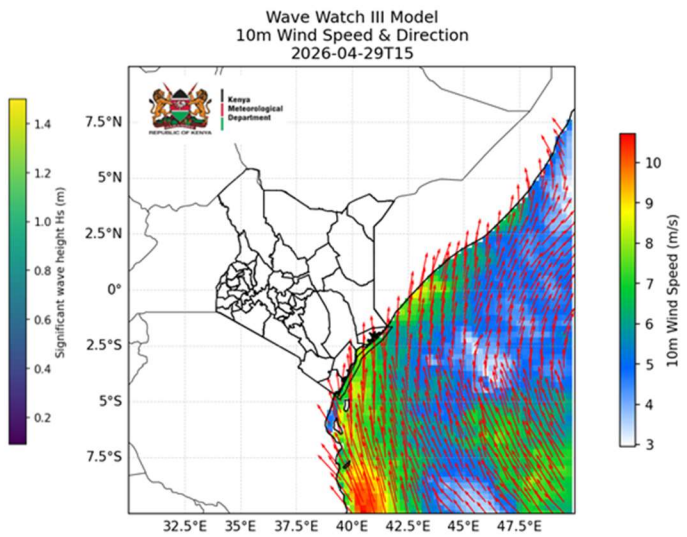 Wave Watch III Model
10m Wind Speed & Direction
2026-04-29T15
Kenya
Meteorological
Department
REPUBLIC OF KENYA
7.5°N
5°N
2.5°N
0°
2.5°S
5°S
7.5°S
32.5°E
35°E
37.5°E
40°E
42.5°E
45°E
47.5°E
1.4
1.2
1.0
0.8
0.6
0.4
0.2
Significant wave height Hs (m)
10
9
8
7
6
5
4
3
10m Wind Speed (m/s)